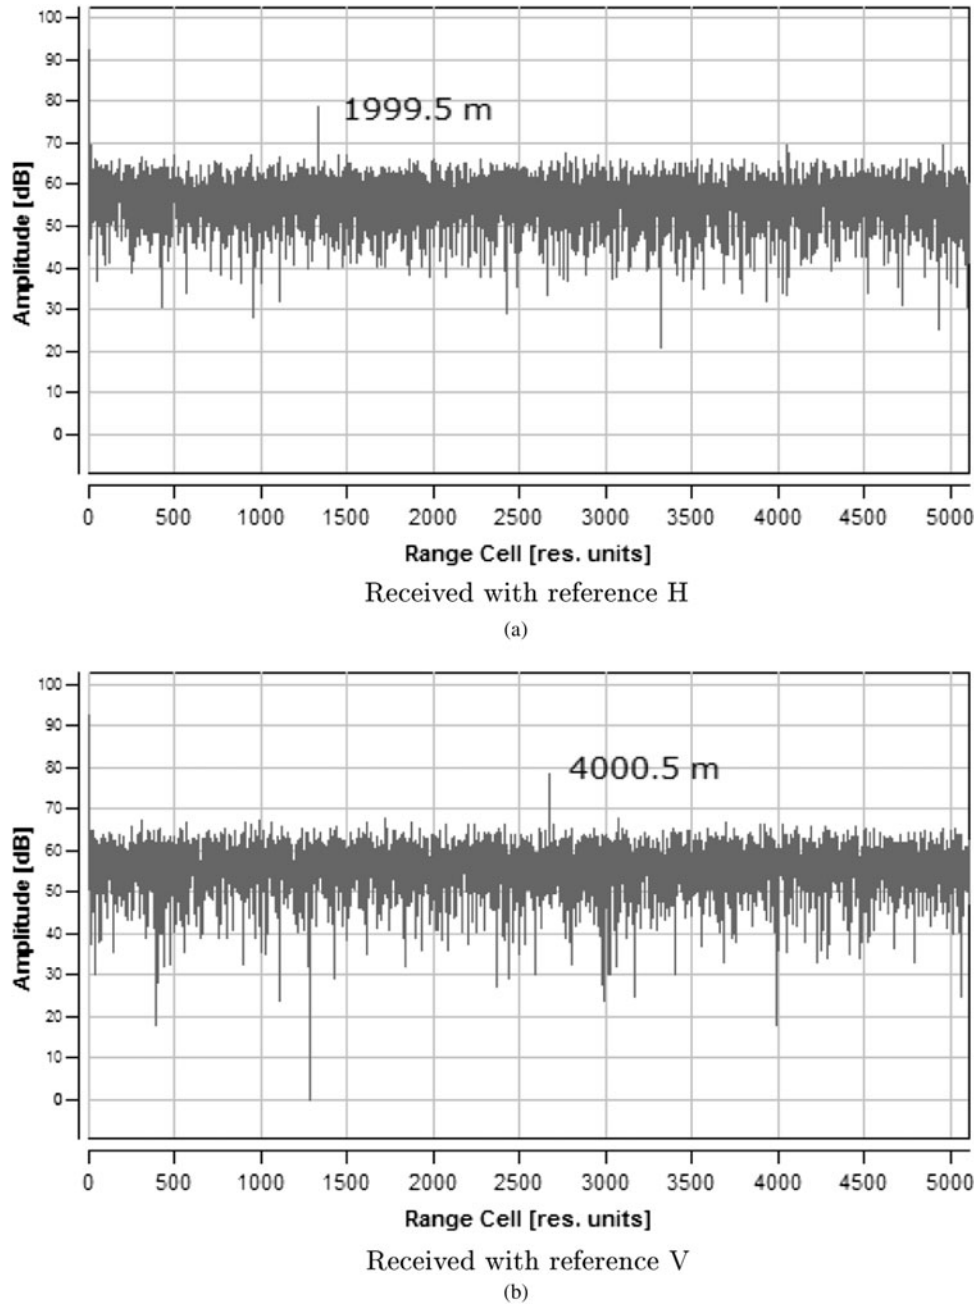 100
90
80
70
60
50
40
30
20
10
0
Amplitude [dB]
1999.5 m
0 500 1000 1500 2000 2500 3000 3500 4000 4500 5000
Range Cell [res. units]
Received with reference H
(a)
100
90
80
70
60
50
40
30
20
10
0
Amplitude [dB]
4000.5 m
0 500 1000 1500 2000 2500 3000 3500 4000 4500 5000
Range Cell [res. units]
Received with reference V
(b)